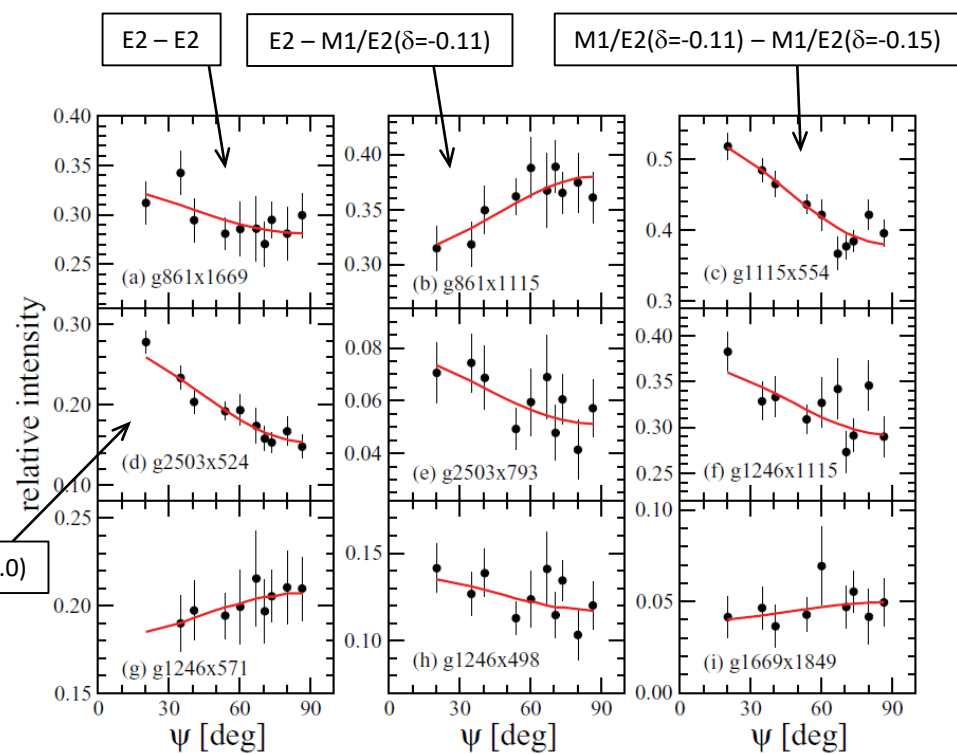 E2 – E2
E2 – M1/E2(δ=-0.11)
M1/E2(δ=-0.11) – M1/E2(δ=-0.15)
relative intensity
0.40
0.35
0.30
0.25
(a) g861x1669
0.40
0.35
0.30
(b) g861x1115
0.5
0.4
0.3
(c) g1115x554
0.30
0.20
0.10
(d) g2503x524
0.08
0.06
0.04
(e) g2503x793
0.40
0.35
0.30
0.25
(f) g1246x1115
.0)
0.25
0.20
0.15
(g) g1246x571
0.15
0.10
(h) g1246x498
0.10
0.05
0.00
(i) g1669x1849
0 30 60 90
0 30 60 90
0 30 60 90
ψ [deg]
ψ [deg]
ψ [deg]